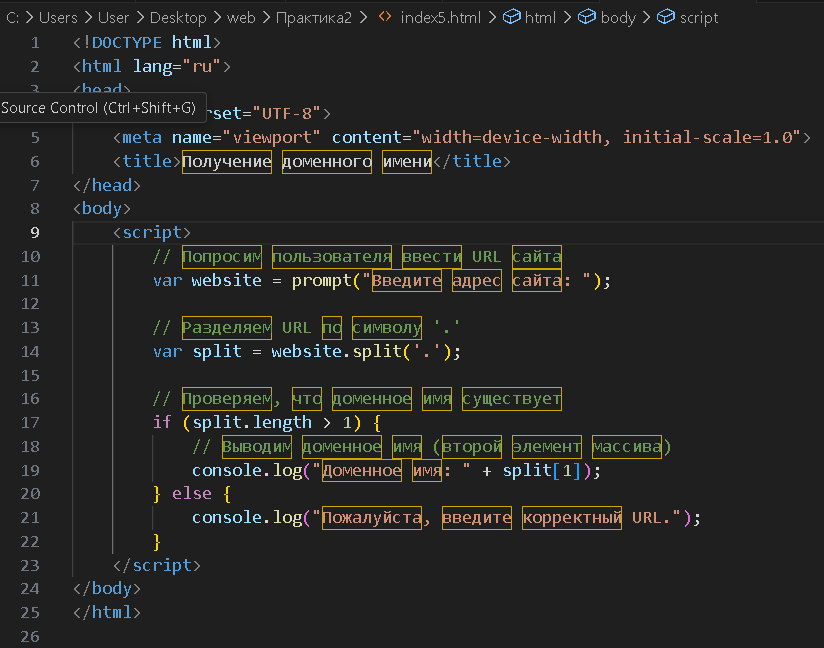 C: > Users > User > Desktop > web > Практика2 > <> index5.html > html > body > script
1 <!DOCTYPE html>
2 <html lang="ru">
3 <head>
Source Control (Ctrl+Shift+G)
rset="UTF-8">
5 <meta name="viewport" content="width=device-width, initial-scale=1.0">
6 <title>Получение доменного имени</title>
7 </head>
8 <body>
9 <script>
10 // Попросим пользователя ввести URL сайта
11 var website = prompt("Введите адрес сайта: ");
12
13 // Разделяем URL по символу '.'
14 var split = website.split('.');
15
16 // Проверяем, что доменное имя существует
17 if (split.length > 1) {
18 // Выводим доменное имя (второй элемент массива)
19 console.log("Доменное имя: " + split[1]);
20 } else {
21 console.log("Пожалуйста, введите корректный URL.");
22 }
23 </script>
24 </body>
25 </html>
26